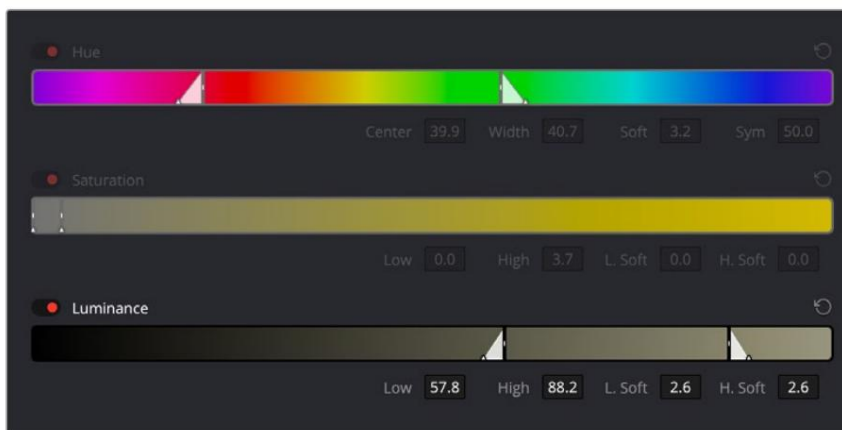 Hue
Center 39.9 Width 40.7 Soft 3.2 Sym 50.0
Saturation
Low 0.0 High 3.7 L. Soft 0.0 H. Soft 0.0
Luminance
Low 57.8 High 88.2 L. Soft 2.6 H. Soft 2.6